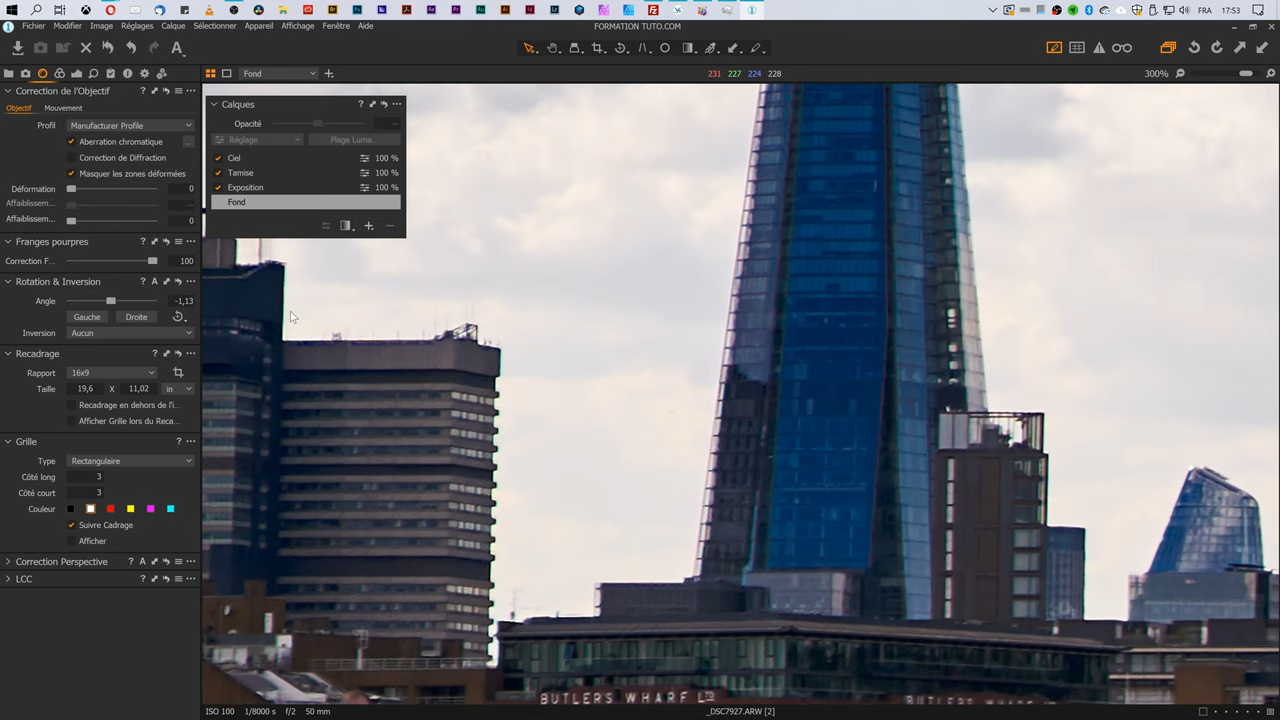 17:53
FRA
Fichier Modifier Image Réglages Calque Sélectionner Appareil Affichage Fenêtre Aide
FORMATION TUTO.COM
Fond
231 227 224 228
300%
Correction de l'Objectif
Objectif Mouvement
Profil Manufacturer Profile
Aberration chromatique
Correction de Diffraction
Masquer les zones déformées
Déformation 0
Affaiblissem... --
Affaiblissem... 0
Franges pourpres
Correction F... 100
Rotation & Inversion
Angle -1,13
Gauche Droite
Inversion Aucun
Recadrage
Rapport 16x9
Taille 19,6 X 11,02 in
Recadrage en dehors de l'i...
Afficher Grille lors du Reca...
Grille
Type Rectangulaire
Côté long 3
Côté court 3
Couleur
Suivre Cadrage
Afficher
Correction Perspective
LCC
Calques
Opacité --
Réglage Plage Luma...
Ciel 100 %
Tamise 100 %
Exposition 100 %
Fond
BUTLERS WHARF LTD
BUTLERS WHARF
ISO 100 1/8000 s f/2 50 mm
_DSC7927.ARW [2]